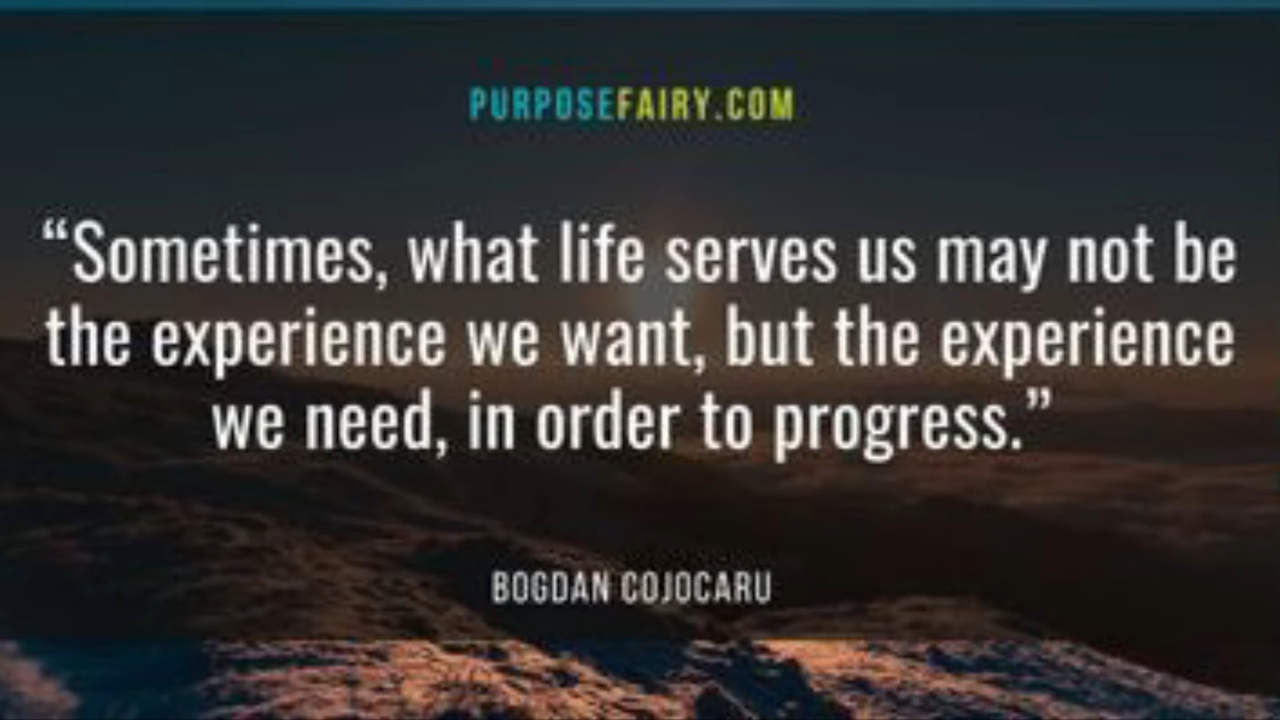 PURPOSEFAIRY.COM
“Sometimes, what life serves us may not be
the experience we want, but the experience
we need, in order to progress.”
BOGDAN COJOCARU